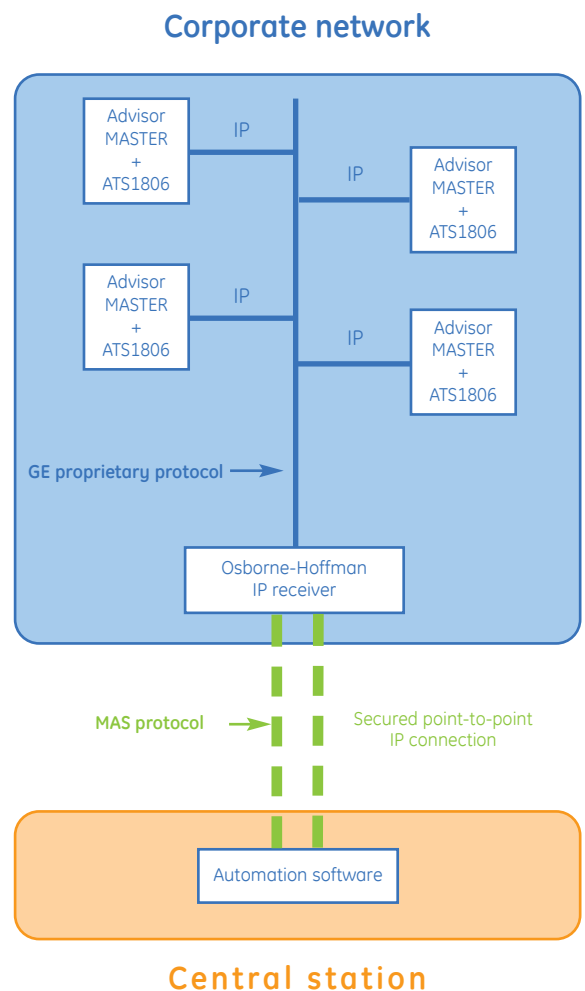 Corporate network
Advisor
MASTER
+
ATS1806
IP
IP
Advisor
MASTER
+
ATS1806
Advisor
MASTER
+
ATS1806
IP
IP
Advisor
MASTER
+
ATS1806
GE proprietary protocol
Osborne-Hoffman
IP receiver
MAS protocol
Secured point-to-point
IP connection
Automation software
Central station